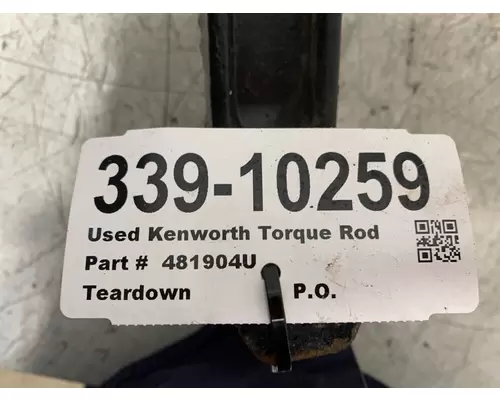 339-10259
Used Kenworth Torque Rod
Part # 481904U
Teardown P.O.